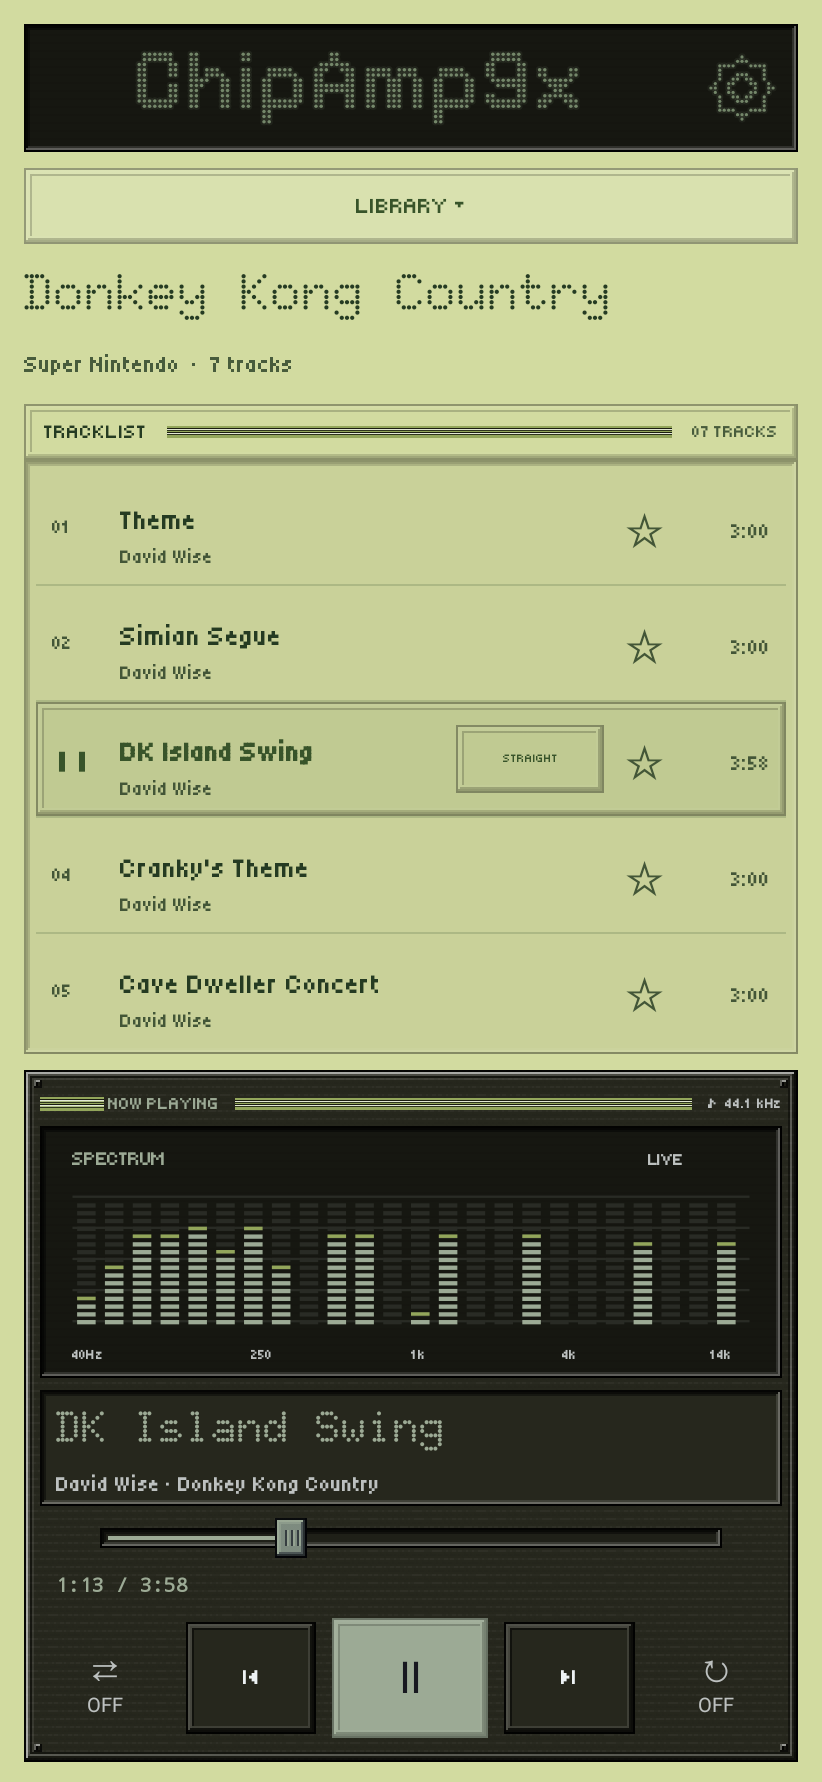 ChipAmp9x
LIBRARY
Donkey Kong Country
Super Nintendo · 7 tracks
TRACKLIST 07 TRACKS
01 Theme 3:00
David Wise
02 Simian Segue 3:00
David Wise
DK Island Swing STRAIGHT 3:58
David Wise
04 Cranky's Theme 3:00
David Wise
05 Cave Dweller Concert 3:00
David Wise
NOW PLAYING ♪ 44.1 kHz
SPECTRUM LIVE
40Hz 250 1k 4k 14k
DK Island Swing
David Wise · Donkey Kong Country
1:13 / 3:58
OFF OFF